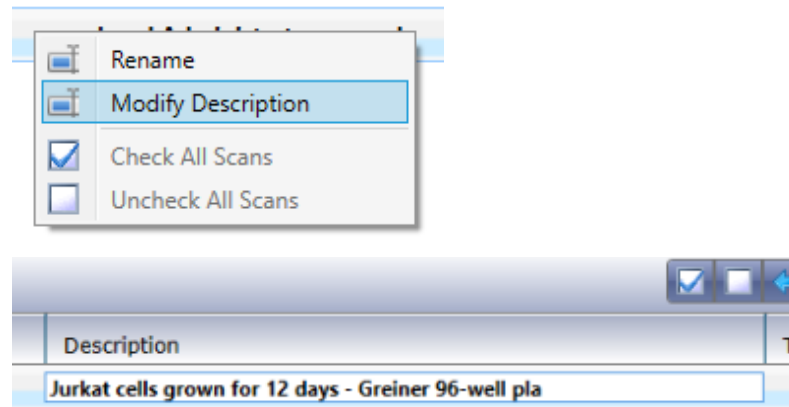 Rename
Modify Description
Check All Scans
Uncheck All Scans
Description
Jurkat cells grown for 12 days - Greiner 96-well pla